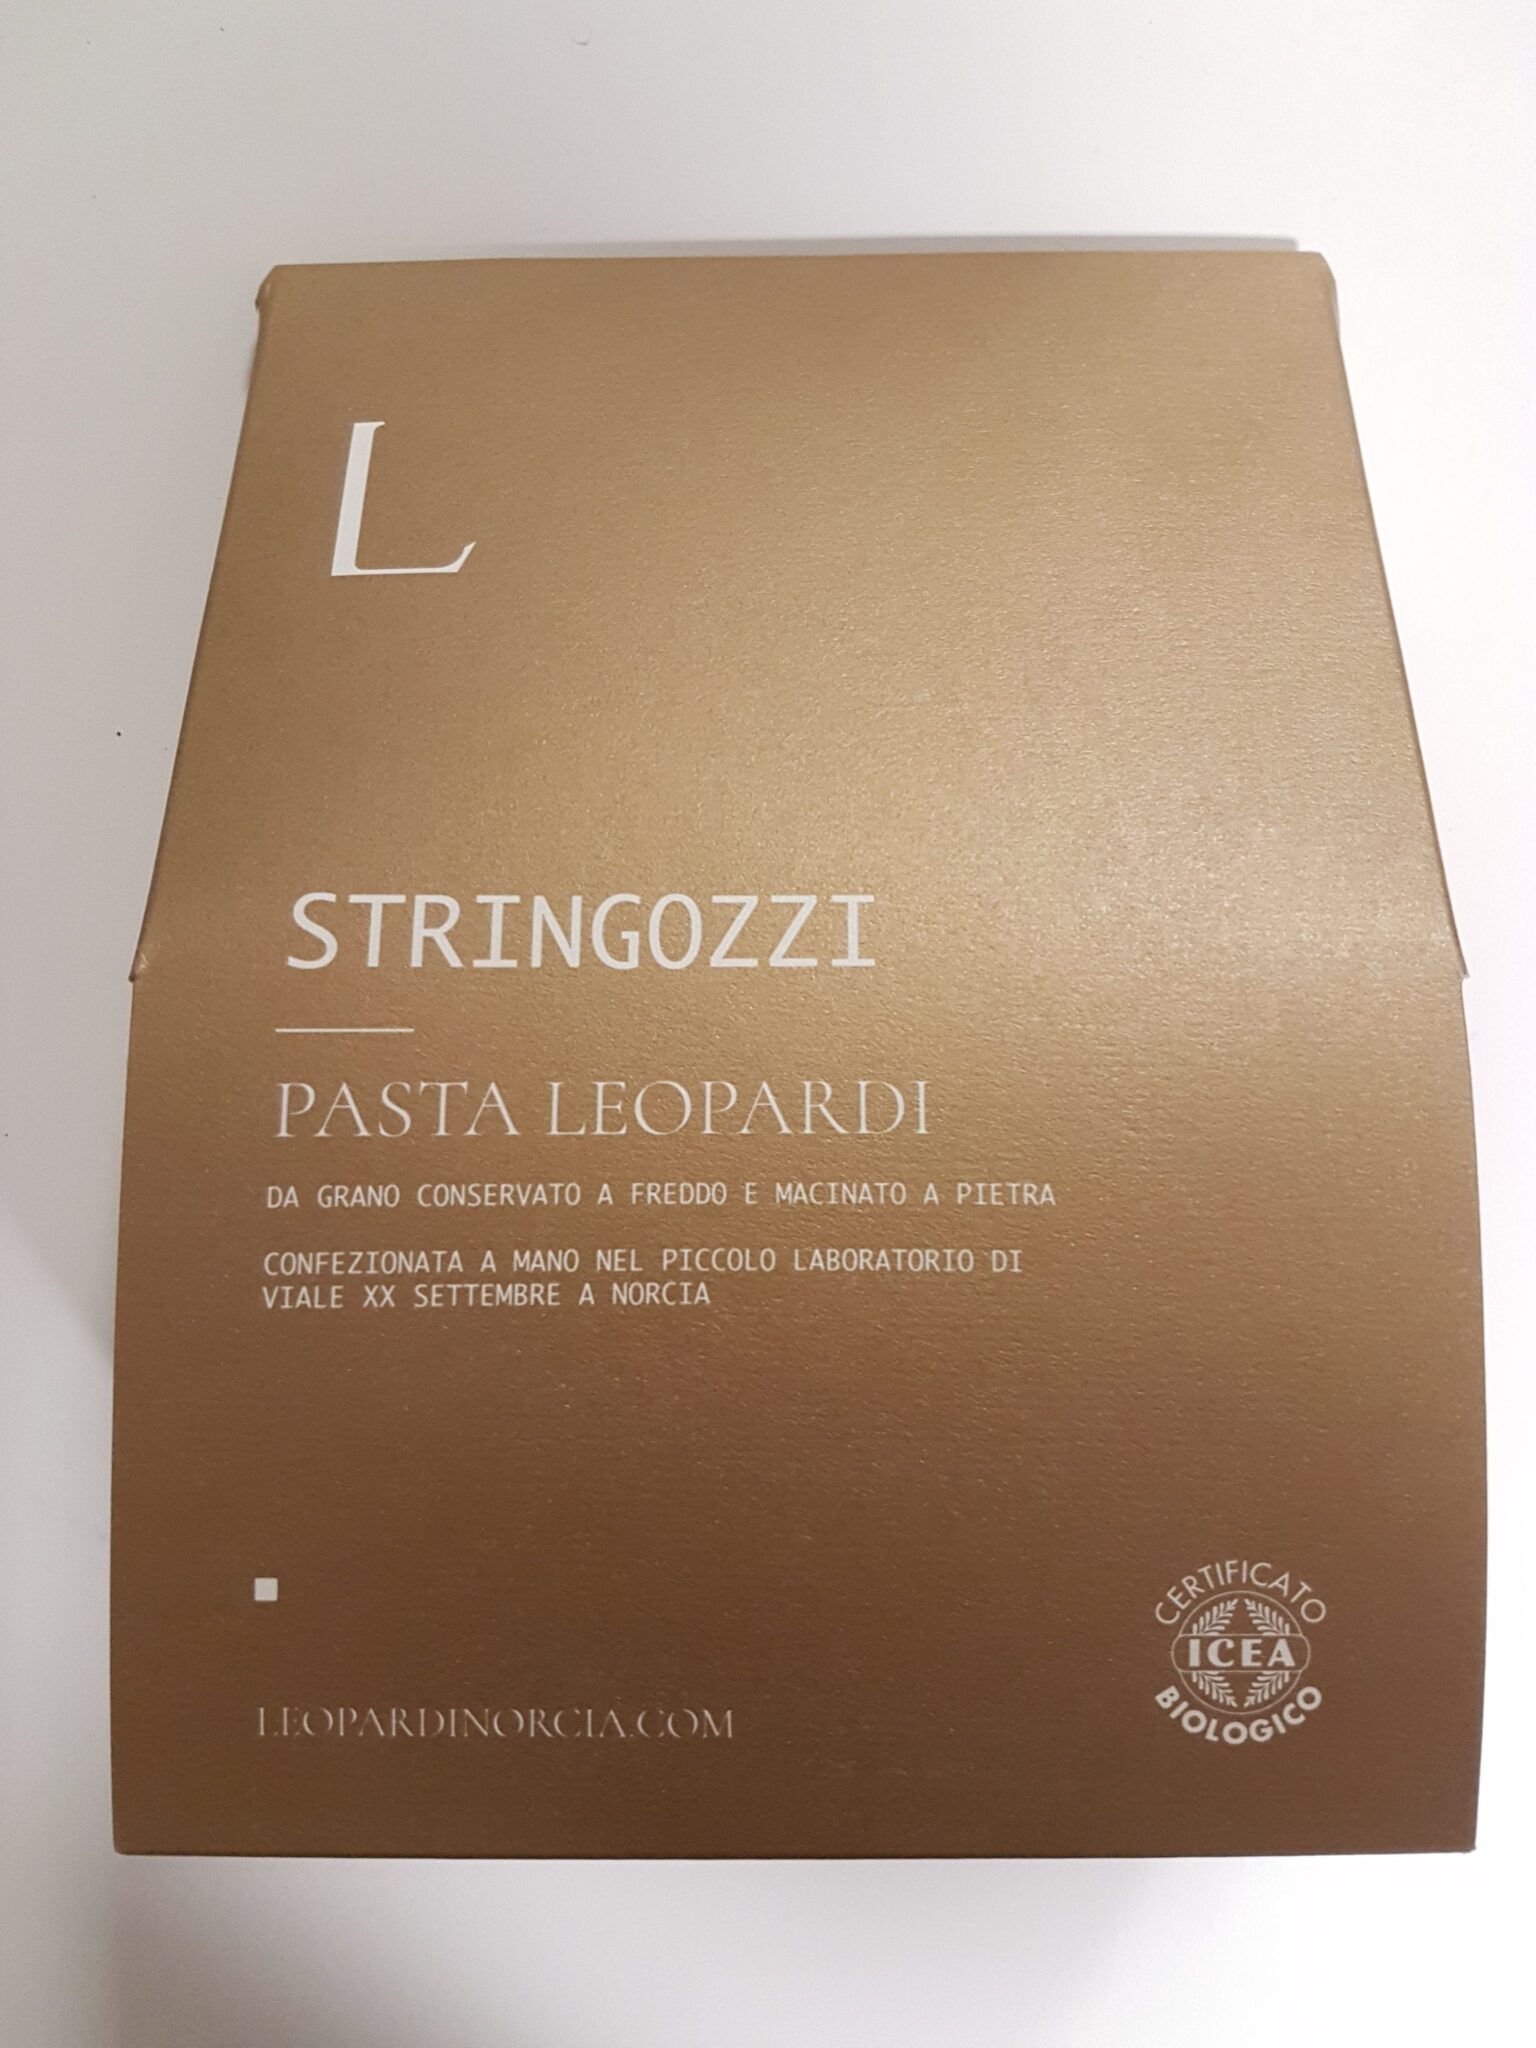 L
STRINGOZZI
PASTA LEOPARDI
DA GRANO CONSERVATO A FREDDO E MACINATO A PIETRA
CONFEZIONATA A MANO NEL PICCOLO LABORATORIO DI
VIALE XX SETTEMBRE A NORCIA
LEOPARDINORCIA.COM
CERTIFICATO
ICEA
BIOLOGICO